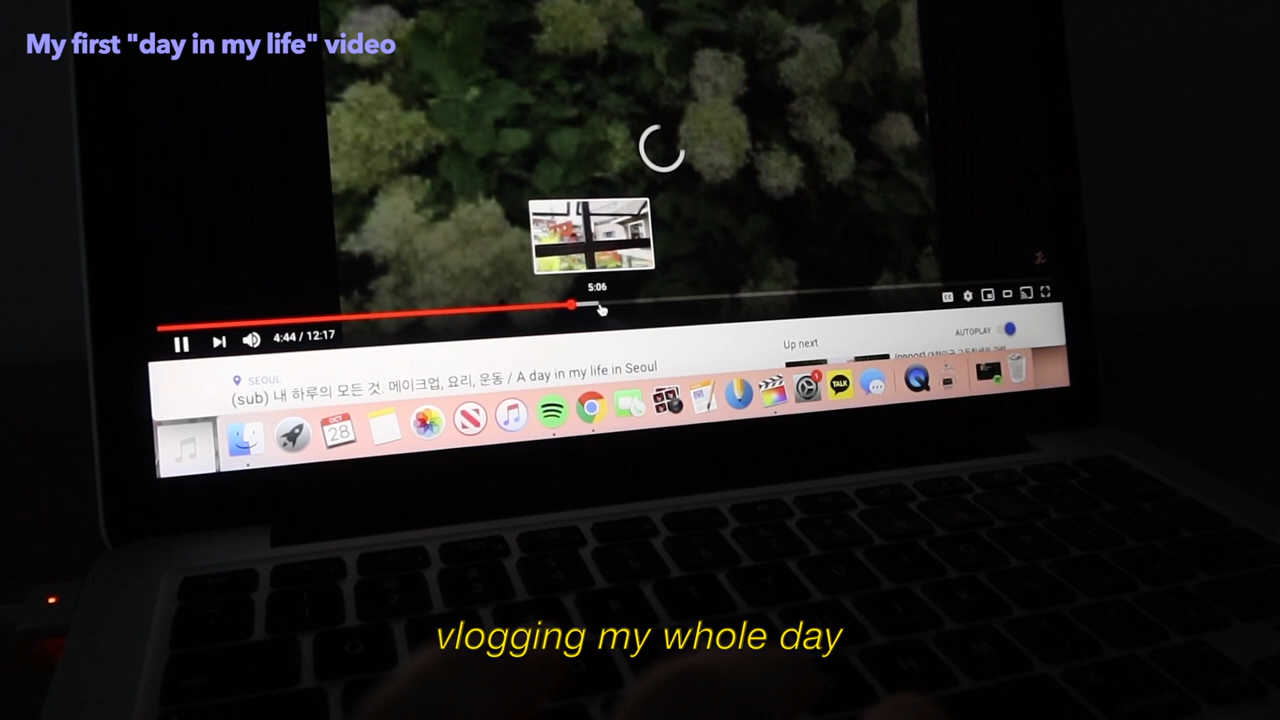 My first "day in my life" video
5:06
4:44 / 12:17
AUTOPLAY
Up next
SEOUL
(sub) 내 하루의 모든 것. 메이크업, 요리, 운동 / A day in my life in Seoul
OCT
28
1
TALK
vlogging my whole day